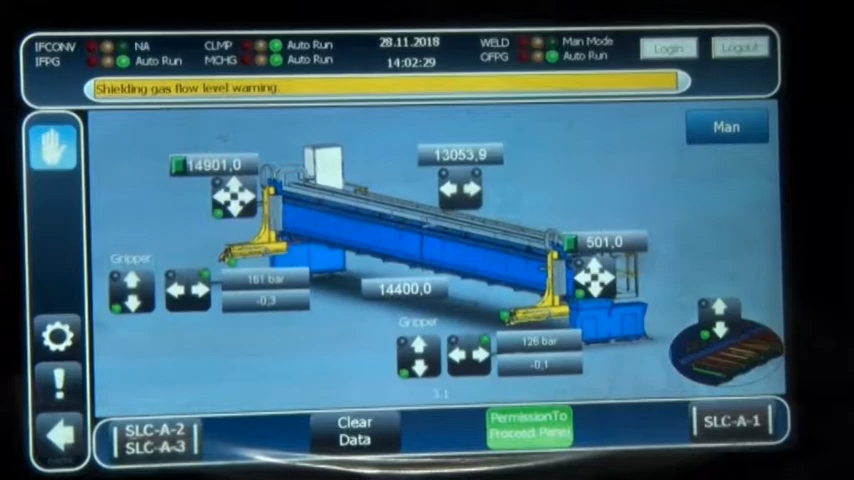 IFCONV NA
IFPG Auto Run
CLMP Auto Run
MCHG Auto Run
28.11.2018
14:02:29
WELD Man Mode
OFPG Auto Run
Login
Logout
Shielding gas flow level warning.
Man
14901,0
13053,9
501,0
Gripper
161 bar
-0,3
14400,0
Gripper
126 bar
-0,1
3.1
SLC-A-2
SLC-A-3
Clear
Data
PermissionTo
Proceed Panel
SLC-A-1